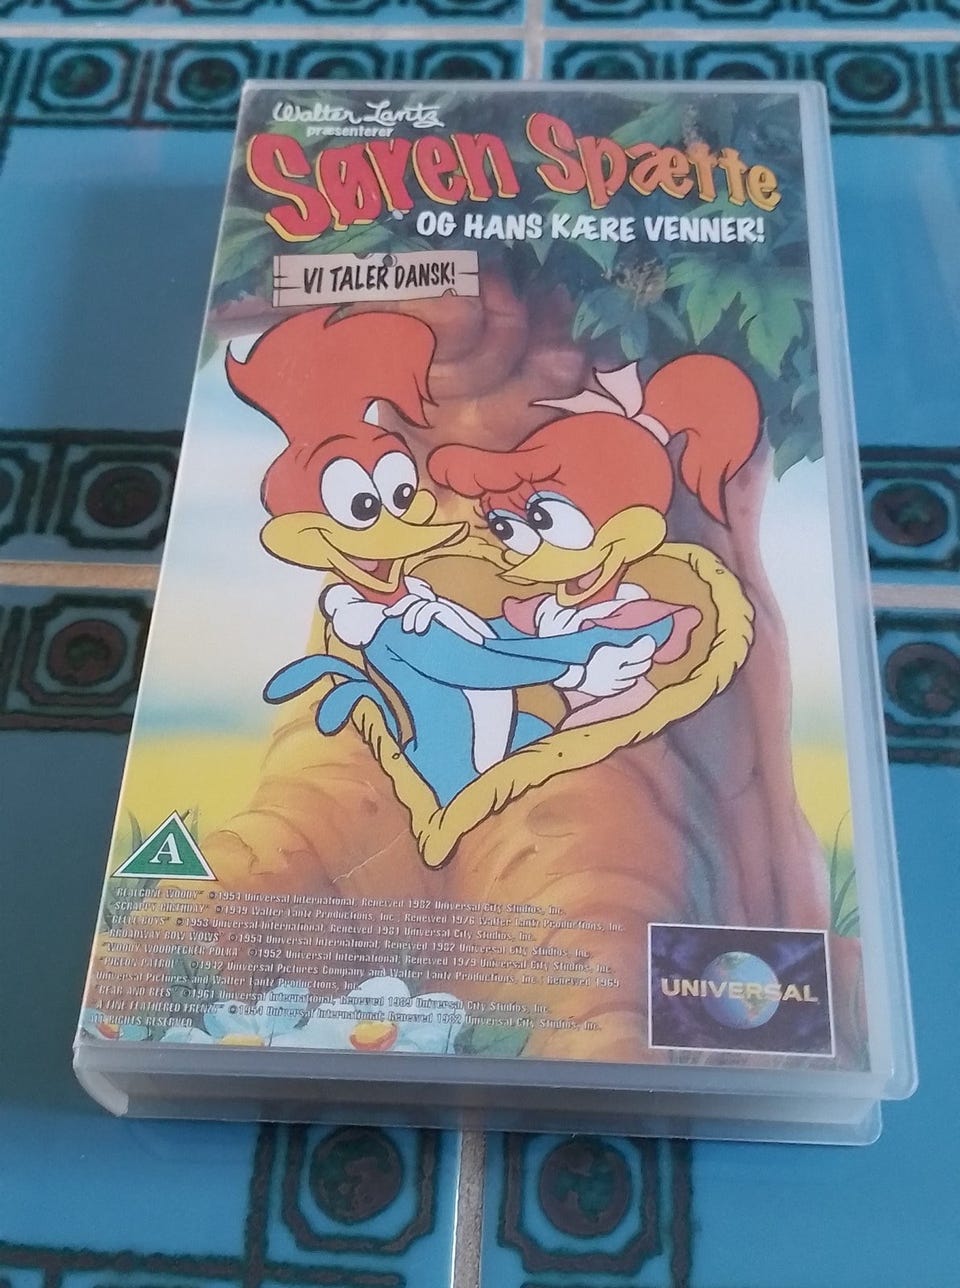 Walter Lantz
præsenterer
Søren Spætte
OG HANS KÆRE VENNER!
VI TALER DANSK!
A
"REALGONE WOODY" ©1954 Universal International, Renewed 1982 Universal City Studios, Inc.
"SCRAPPY BIRTHDAY" ©1949 Walter Lantz Productions, Inc.; Renewed 1976 Walter Lantz Productions, Inc.
"BELLE BOYS" ©1953 Universal International, Renewed 1981 Universal City Studios, Inc.
"BROADWAY BOW WOWS" ©1954 Universal International, Renewed 1982 Universal City Studios, Inc.
"WOODY WOODPECKER POLKA" ©1952 Universal International; Renewed 1979 Universal City Studios, Inc.
"PIGEON PATROL" ©1942 Universal Pictures Company and Walter Lantz Productions, Inc.; Renewed 1969
Universal Pictures and Walter Lantz Productions, Inc.
"BEAR AND BEES" ©1961 Universal International, Renewed 1989 Universal City Studios, Inc.
"A FINE FEATHERED FRENZY" ©1954 Universal International; Renewed 1982 Universal City Studios, Inc.
ALL RIGHTS RESERVED
UNIVERSAL